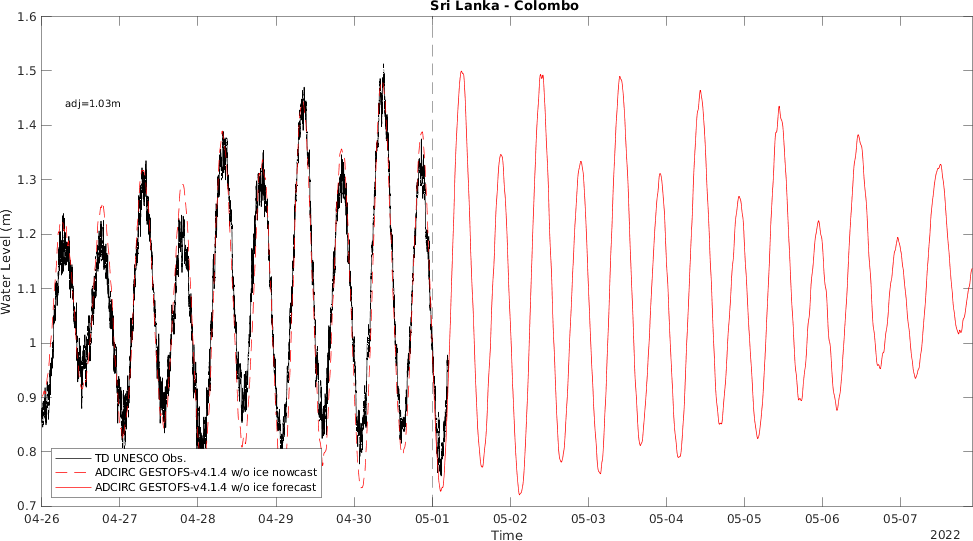 Sri Lanka - Colombo
1.6
1.5
1.4
1.3
1.2
1.1
1
0.9
0.8
0.7
Water Level (m)
adj=1.03m
TD UNESCO Obs.
ADCIRC GESTOFS-v4.1.4 w/o ice nowcast
ADCIRC GESTOFS-v4.1.4 w/o ice forecast
04-26 04-27 04-28 04-29 04-30 05-01 05-02 05-03 05-04 05-05 05-06 05-07
Time
2022